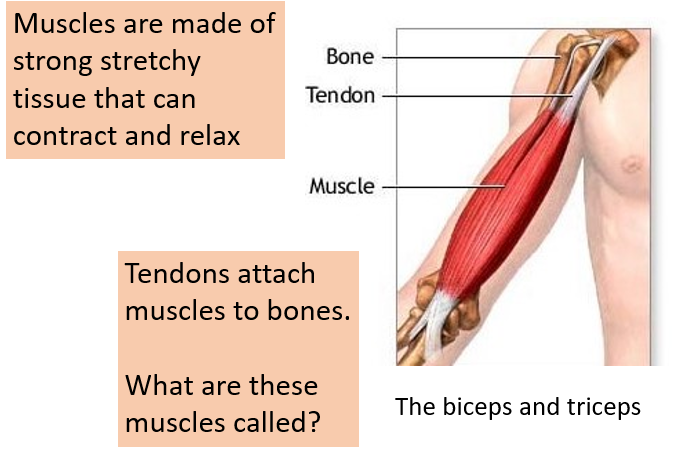 Muscles are made of
strong stretchy
tissue that can
contract and relax
Bone
Tendon
Muscle
Tendons attach
muscles to bones.
What are these
muscles called?
The biceps and triceps